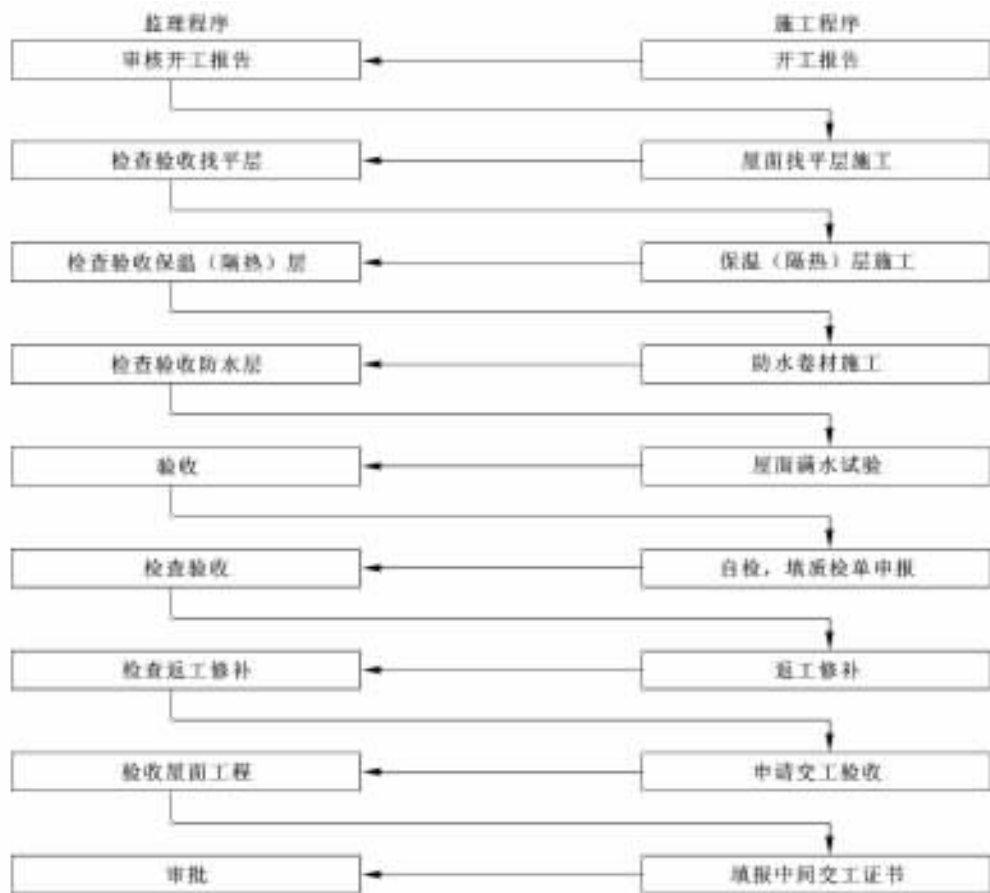 监理程序 施工程序
审核开工报告 开工报告
检查验收找平层 屋面找平层施工
检查验收保温（隔热）层 保温（隔热）层施工
检查验收防水层 防水卷材施工
验收 屋面满水试验
检查验收 自检，填质检单申报
检查返工修补 返工修补
验收屋面工程 申请交工验收
审批 填报中间交工证书